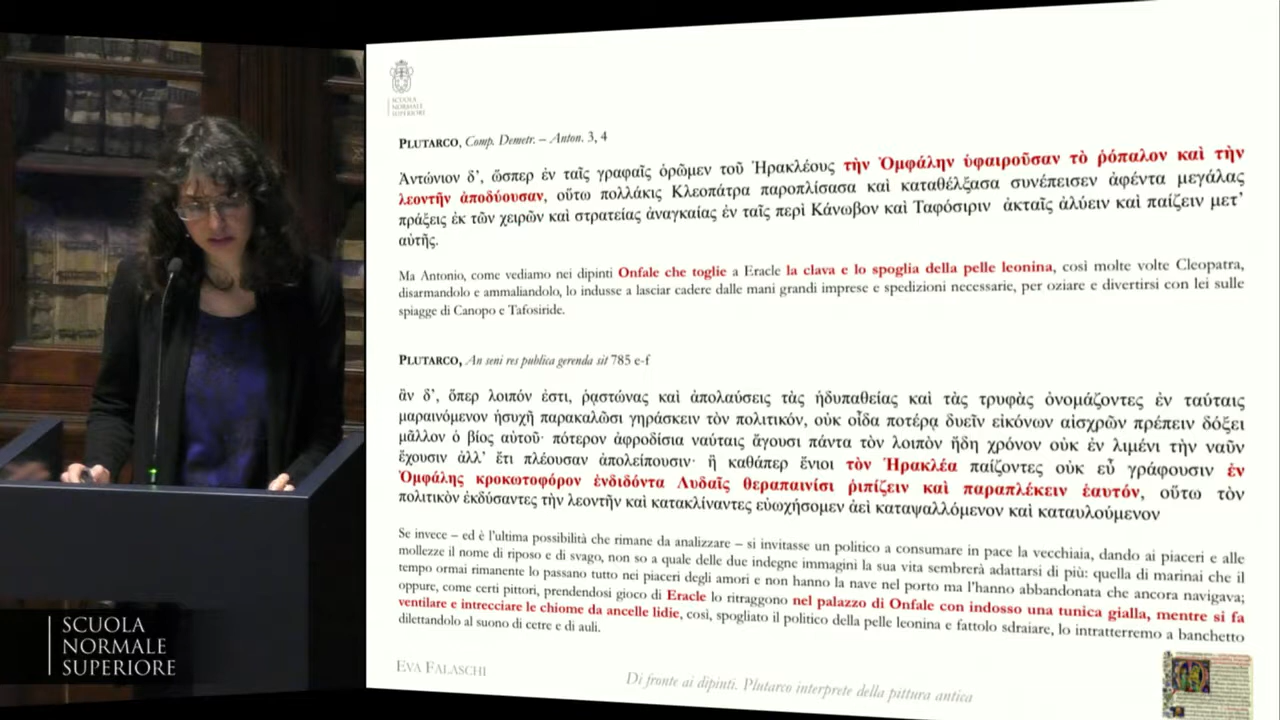 SCUOLA
NORMALE
SUPERIORE
PLUTARCO, Comp. Demetr. – Anton. 3, 4
Ἀντώνιον δ’, ὥσπερ ἐν ταῖς γραφαῖς ὁρῶμεν τοῦ Ἡρακλέους τὴν Ὀμφάλην ὑφαιροῦσαν τὸ ῥόπαλον καὶ τὴν
λεοντῆν ἀποδύουσαν, οὕτω πολλάκις Κλεοπάτρα παροπλίσασα καὶ καταθέλξασα συνέπεισεν ἀφέντα μεγάλας
πράξεις ἐκ τῶν χειρῶν καὶ στρατείας ἀναγκαίας ἐν ταῖς περὶ Κάνωβον καὶ Ταφόσιριν ἀκταῖς ἀλύειν καὶ παίζειν μετ’
αὐτῆς.
Ma Antonio, come vediamo nei dipinti Onfale che toglie a Eracle la clava e lo spoglia della pelle leonina, così molte volte Cleopatra,
disarmandolo e ammaliandolo, lo indusse a lasciar cadere dalle mani grandi imprese e spedizioni necessarie, per oziare e divertirsi con lei sulle
spiagge di Canopo e Tafosiride.
PLUTARCO, An seni res publica gerenda sit 785 e-f
ἂν δ’, ὅπερ λοιπόν ἐστι, ῥᾳστώνας καὶ ἀπολαύσεις τὰς ἡδυπαθείας καὶ τὰς τρυφὰς ὀνομάζοντες ἐν ταύταις
μαραινόμενον ἡσυχῆ παρακαλῶσι γηράσκειν τὸν πολιτικόν, οὐκ οἶδα ποτέρᾳ δυεῖν εἰκόνων αἰσχρῶν πρέπειν δόξει
μᾶλλον ὁ βίος αὐτοῦ· πότερον ἀφροδίσια ναύταις ἄγουσι πάντα τὸν λοιπὸν ἤδη χρόνον οὐκ ἐν λιμένι τὴν ναῦν
ἔχουσιν ἀλλ’ ἔτι πλέουσαν ἀπολείπουσιν· ἢ καθάπερ ἔνιοι τὸν Ἡρακλέα παίζοντες οὐκ εὖ γράφουσιν ἐν
Ὀμφάλης κροκωτοφόρον ἐνδιδόντα Λυδαῖς θεραπαινίσι ῥιπίζειν καὶ παραπλέκειν ἑαυτόν, οὕτω τὸν
πολιτικὸν ἐκδύσαντες τὴν λεοντῆν καὶ κατακλίναντες εὐωχήσομεν ἀεὶ καταψαλλόμενον καὶ καταυλούμενον
Se invece – ed è l’ultima possibilità che rimane da analizzare – si invitasse un politico a consumare in pace la vecchiaia, dando ai piaceri e alle
mollezze il nome di riposo e di svago, non so a quale delle due indegne immagini la sua vita sembrerà adattarsi di più: quella di marinai che il
tempo ormai rimanente lo passano tutto nei piaceri degli amori e non hanno la nave nel porto ma l’hanno abbandonata che ancora navigava;
oppure, come certi pittori, prendendosi gioco di Eracle lo ritraggono nel palazzo di Onfale con indosso una tunica gialla, mentre si fa
ventilare e intrecciare le chiome da ancelle lidie, così, spogliato il politico della pelle leonina e fattolo sdraiare, lo intratterremo a banchetto
dilettandolo al suono di cetre e di auli.
EVA FALASCHI
Di fronte ai dipinti. Plutarco interprete della pittura antica
SCUOLA
NORMALE
SUPERIORE